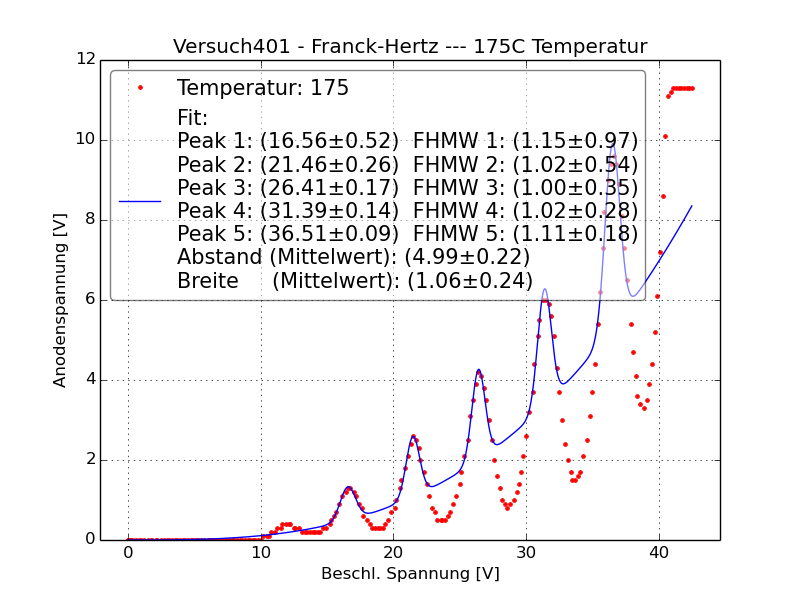 Versuch401 - Franck-Hertz --- 175C Temperatur
12
10
8
6
4
2
0
Anodenspannung [V]
Temperatur: 175
Fit:
Peak 1: (16.56±0.52) FHMW 1: (1.15±0.97)
Peak 2: (21.46±0.26) FHMW 2: (1.02±0.54)
Peak 3: (26.41±0.17) FHMW 3: (1.00±0.35)
Peak 4: (31.39±0.14) FHMW 4: (1.02±0.28)
Peak 5: (36.51±0.09) FHMW 5: (1.11±0.18)
Abstand (Mittelwert): (4.99±0.22)
Breite (Mittelwert): (1.06±0.24)
0 10 20 30 40
Beschl. Spannung [V]